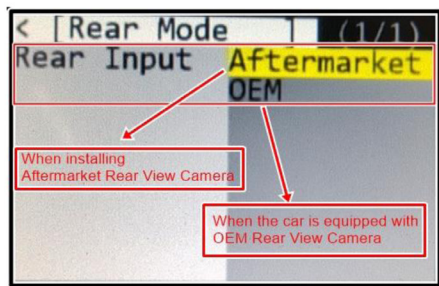 < [Rear Mode ] (1/1)
Rear Input Aftermarket
OEM
When installing
Aftermarket Rear View Camera
When the car is equipped with
OEM Rear View Camera